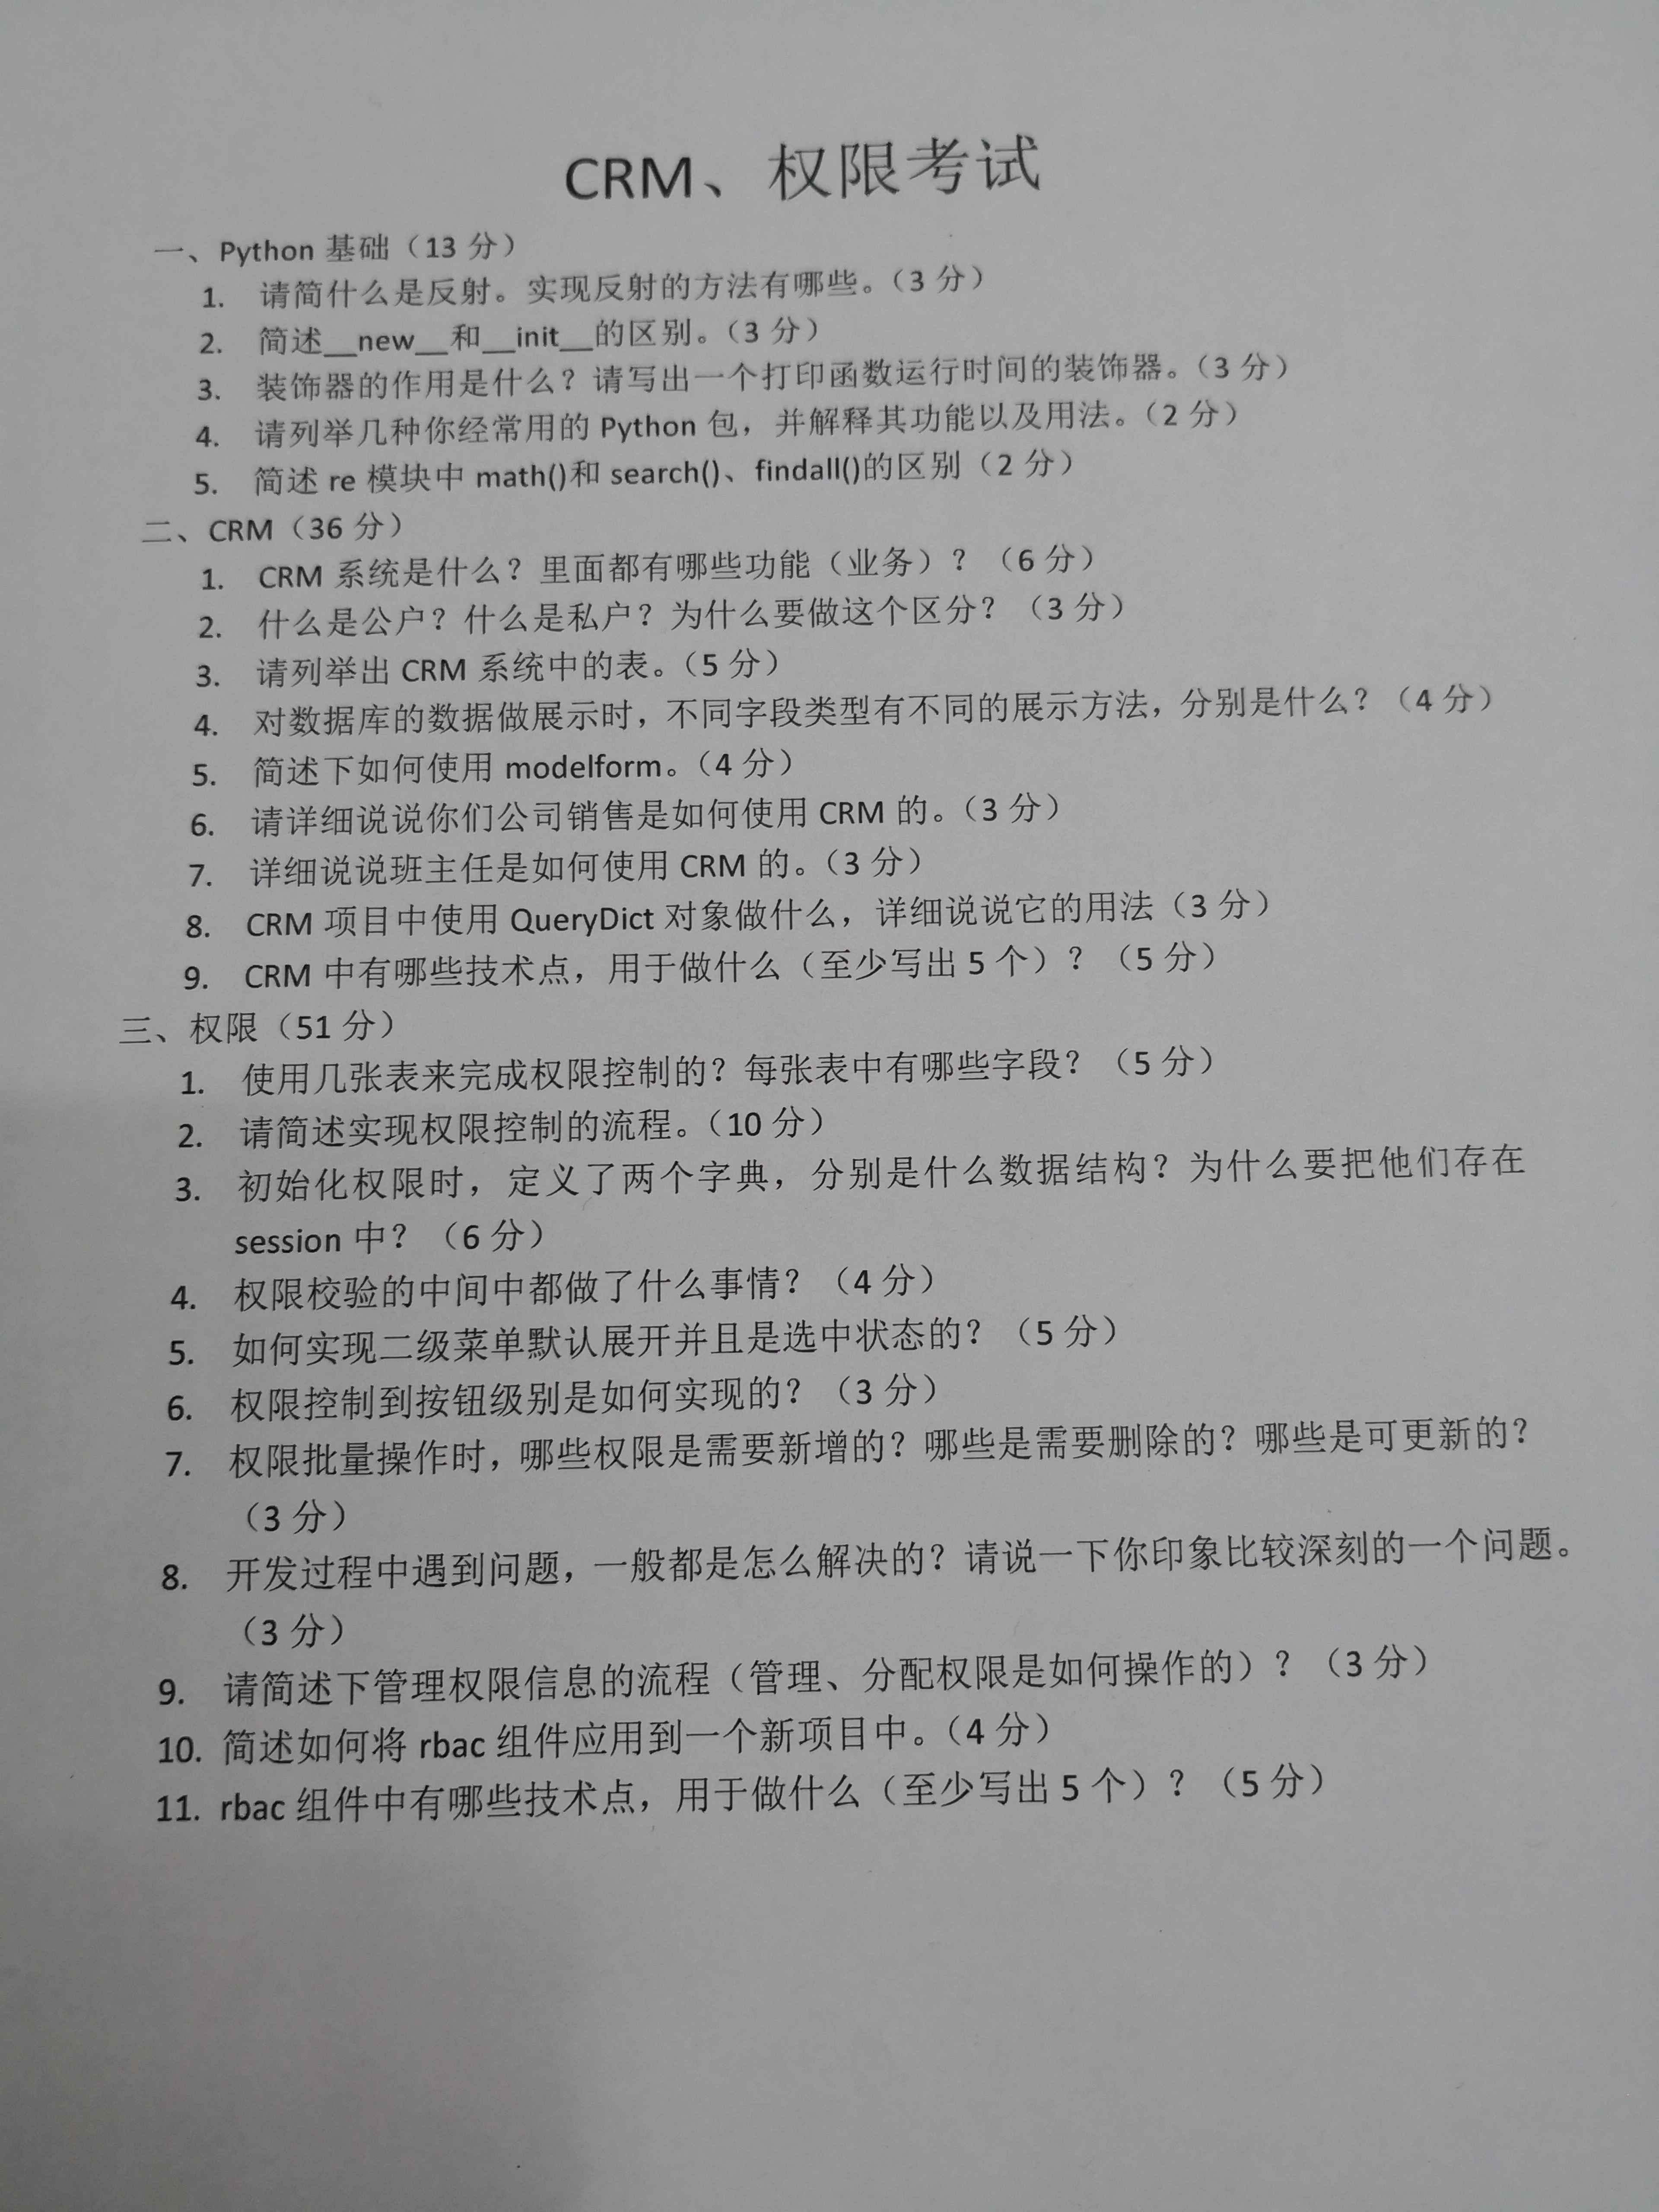 CRM、权限考试
一、Python 基础（13 分）
1. 请简什么是反射。实现反射的方法有哪些。（3 分）
2. 简述__new__和__init__的区别。（3 分）
3. 装饰器的作用是什么？请写出一个打印函数运行时间的装饰器。（3 分）
4. 请列举几种你经常用的 Python 包，并解释其功能以及用法。（2 分）
5. 简述 re 模块中 math()和 search()、findall()的区别（2 分）
二、CRM（36 分）
1. CRM 系统是什么？里面都有哪些功能（业务）？（6 分）
2. 什么是公户？什么是私户？为什么要做这个区分？（3 分）
3. 请列举出 CRM 系统中的表。（5 分）
4. 对数据库的数据做展示时，不同字段类型有不同的展示方法，分别是什么？（4 分）
5. 简述下如何使用 modelform。（4 分）
6. 请详细说说你们公司销售是如何使用 CRM 的。（3 分）
7. 详细说说班主任是如何使用 CRM 的。（3 分）
8. CRM 项目中使用 QueryDict 对象做什么，详细说说它的用法（3 分）
9. CRM 中有哪些技术点，用于做什么（至少写出 5 个）？（5 分）
三、权限（51 分）
1. 使用几张表来完成权限控制的？每张表中有哪些字段？（5 分）
2. 请简述实现权限控制的流程。（10 分）
3. 初始化权限时，定义了两个字典，分别是什么数据结构？为什么要把他们存在
session 中？（6 分）
4. 权限校验的中间中都做了什么事情？（4 分）
5. 如何实现二级菜单默认展开并且是选中状态的？（5 分）
6. 权限控制到按钮级别是如何实现的？（3 分）
7. 权限批量操作时，哪些权限是需要新增的？哪些是需要删除的？哪些是可更新的？
（3 分）
8. 开发过程中遇到问题，一般都是怎么解决的？请说一下你印象比较深刻的一个问题。
（3 分）
9. 请简述下管理权限信息的流程（管理、分配权限是如何操作的）？（3 分）
10. 简述如何将 rbac 组件应用到一个新项目中。（4 分）
11. rbac 组件中有哪些技术点，用于做什么（至少写出 5 个）？（5 分）